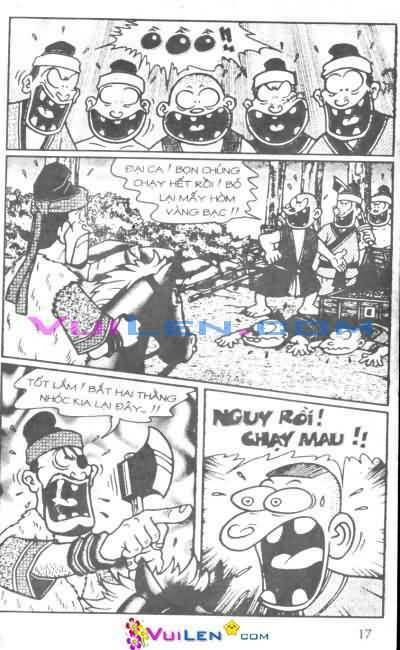 !!
ĐẠI CA ! BỌN CHÚNG
CHẠY HẾT RỒI ! BỎ
LẠI MẤY HÒM
VÀNG BẠC !!
VuiLen.com
TỐT LẮM ! BẮT HAI THẰNG
NHÓC KIA LẠI ĐÂY.. !!
NGUY RỒI!
CHẠY MAU !!
17
VuiLen.com